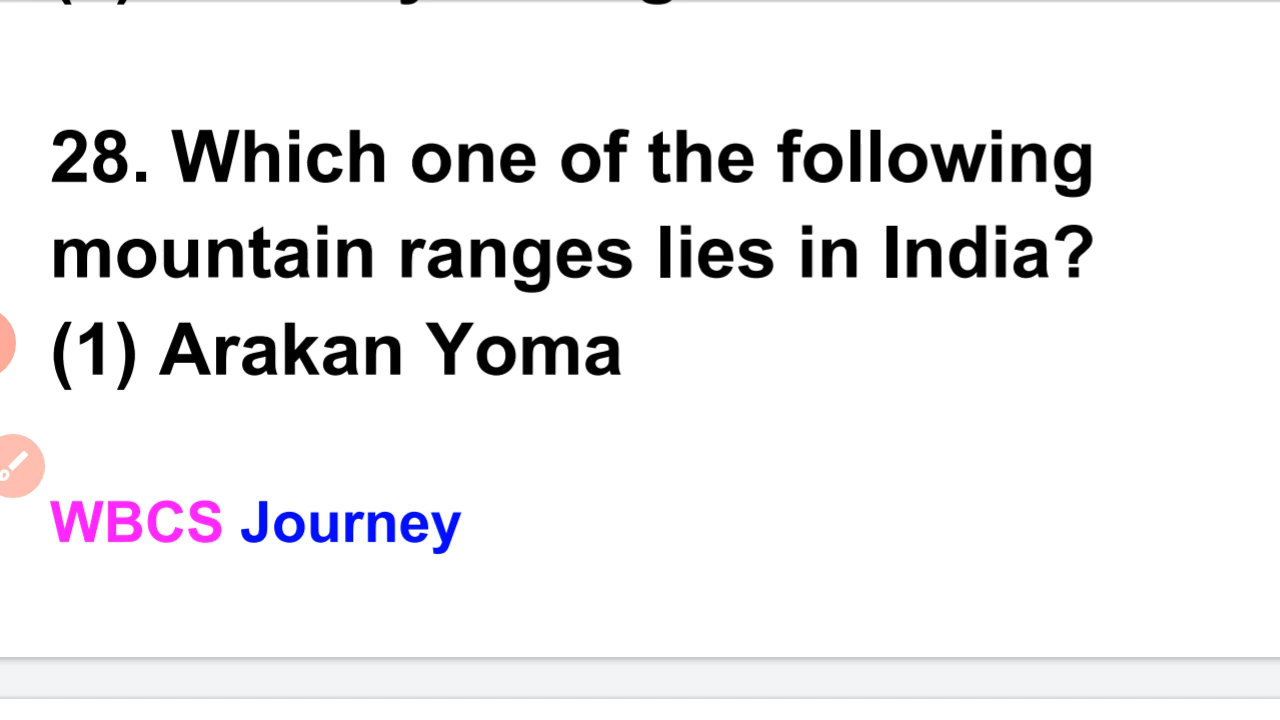 28. Which one of the following
mountain ranges lies in India?
(1) Arakan Yoma
WBCS Journey